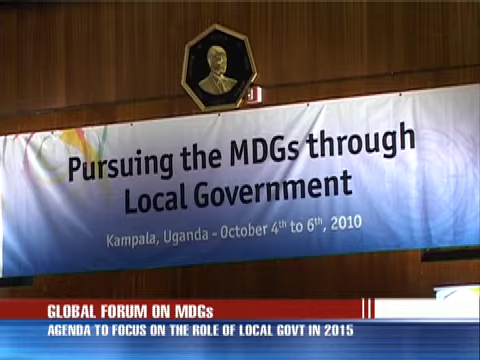 Pursuing the MDGs through
Local Government
Kampala, Uganda - October 4th to 6th, 2010
GLOBAL FORUM ON MDGs
AGENDA TO FOCUS ON THE ROLE OF LOCAL GOVT IN 2015